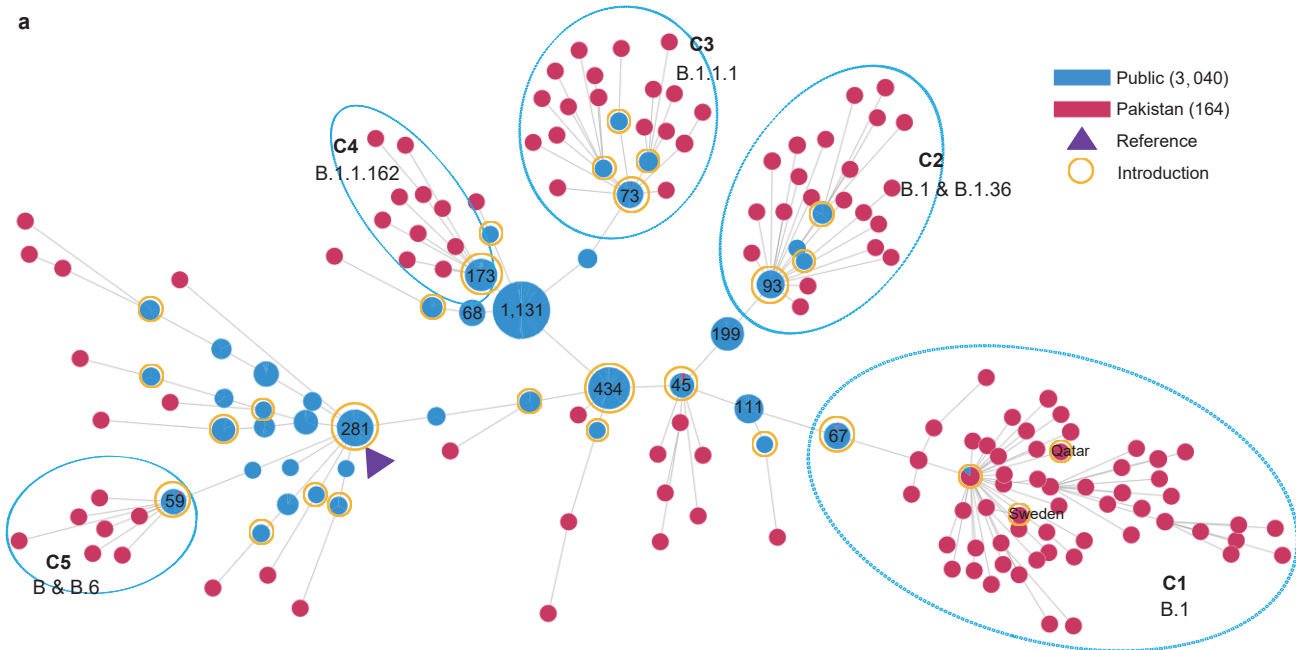 a
C3
B.1.1.1
Public (3,040)
Pakistan (164)
Reference
Introduction
C4
B.1.1.162
C2
B.1 & B.1.36
73
173
93
68
1,131
199
434
45
111
67
281
Qatar
Sweden
59
C5
B & B.6
C1
B.1